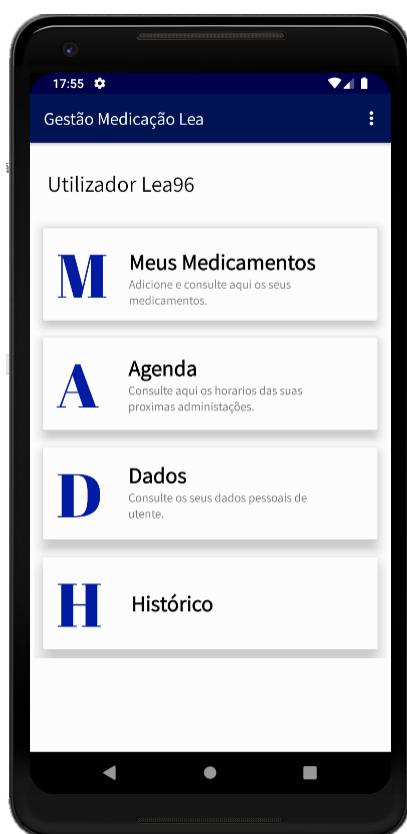 17:55
Gestão Medicação Lea
Utilizador Lea96
M
Meus Medicamentos
Adicione e consulte aqui os seus
medicamentos.
A
Agenda
Consulte aqui os horarios das suas
proximas administações.
D
Dados
Consulte os seus dados pessoais de
utente.
H
Histórico